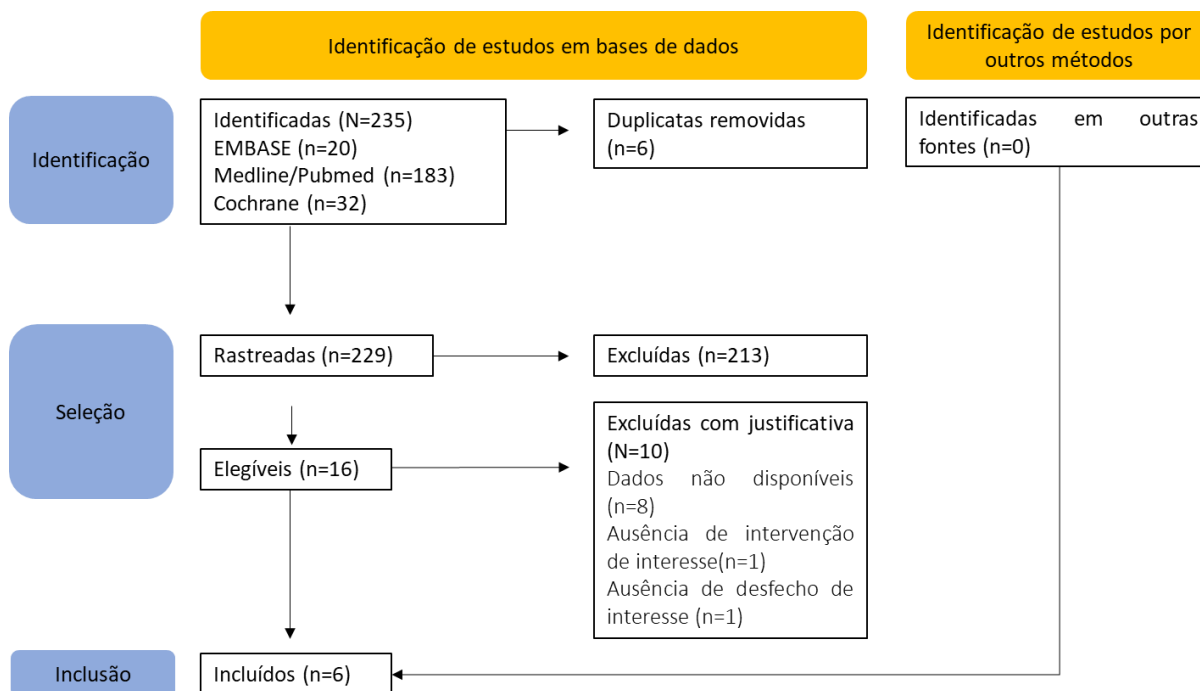 Identificação de estudos em bases de dados
Identificação de estudos por
outros métodos
Identificação
Identificadas (N=235)
EMBASE (n=20)
Medline/Pubmed (n=183)
Cochrane (n=32)
Duplicatas removidas
(n=6)
Identificadas em outras
fontes (n=0)
Seleção
Rastreadas (n=229)
Excluídas (n=213)
Elegíveis (n=16)
Excluídas com justificativa
(N=10)
Dados não disponíveis
(n=8)
Ausência de intervenção
de interesse(n=1)
Ausência de desfecho de
interesse (n=1)
Inclusão
Incluídos (n=6)